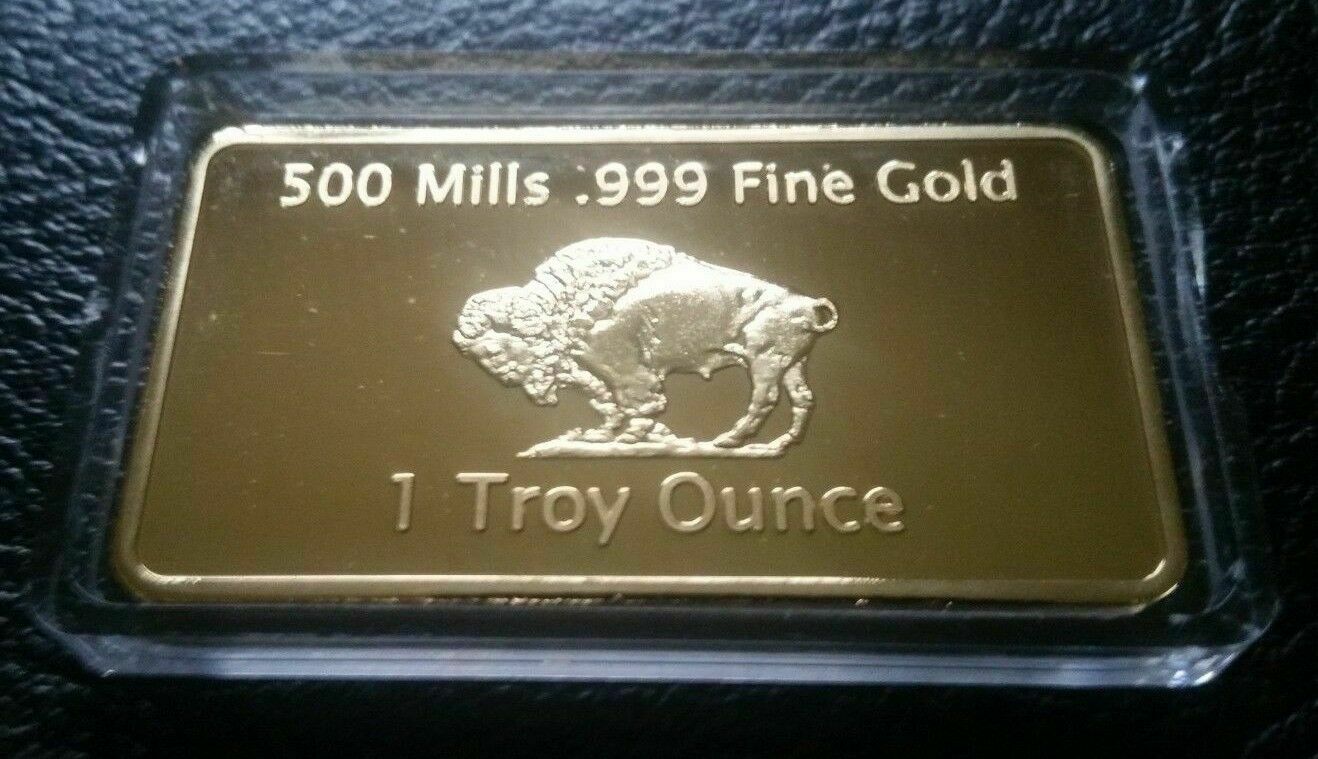 500 Mills .999 Fine Gold
1 Troy Ounce